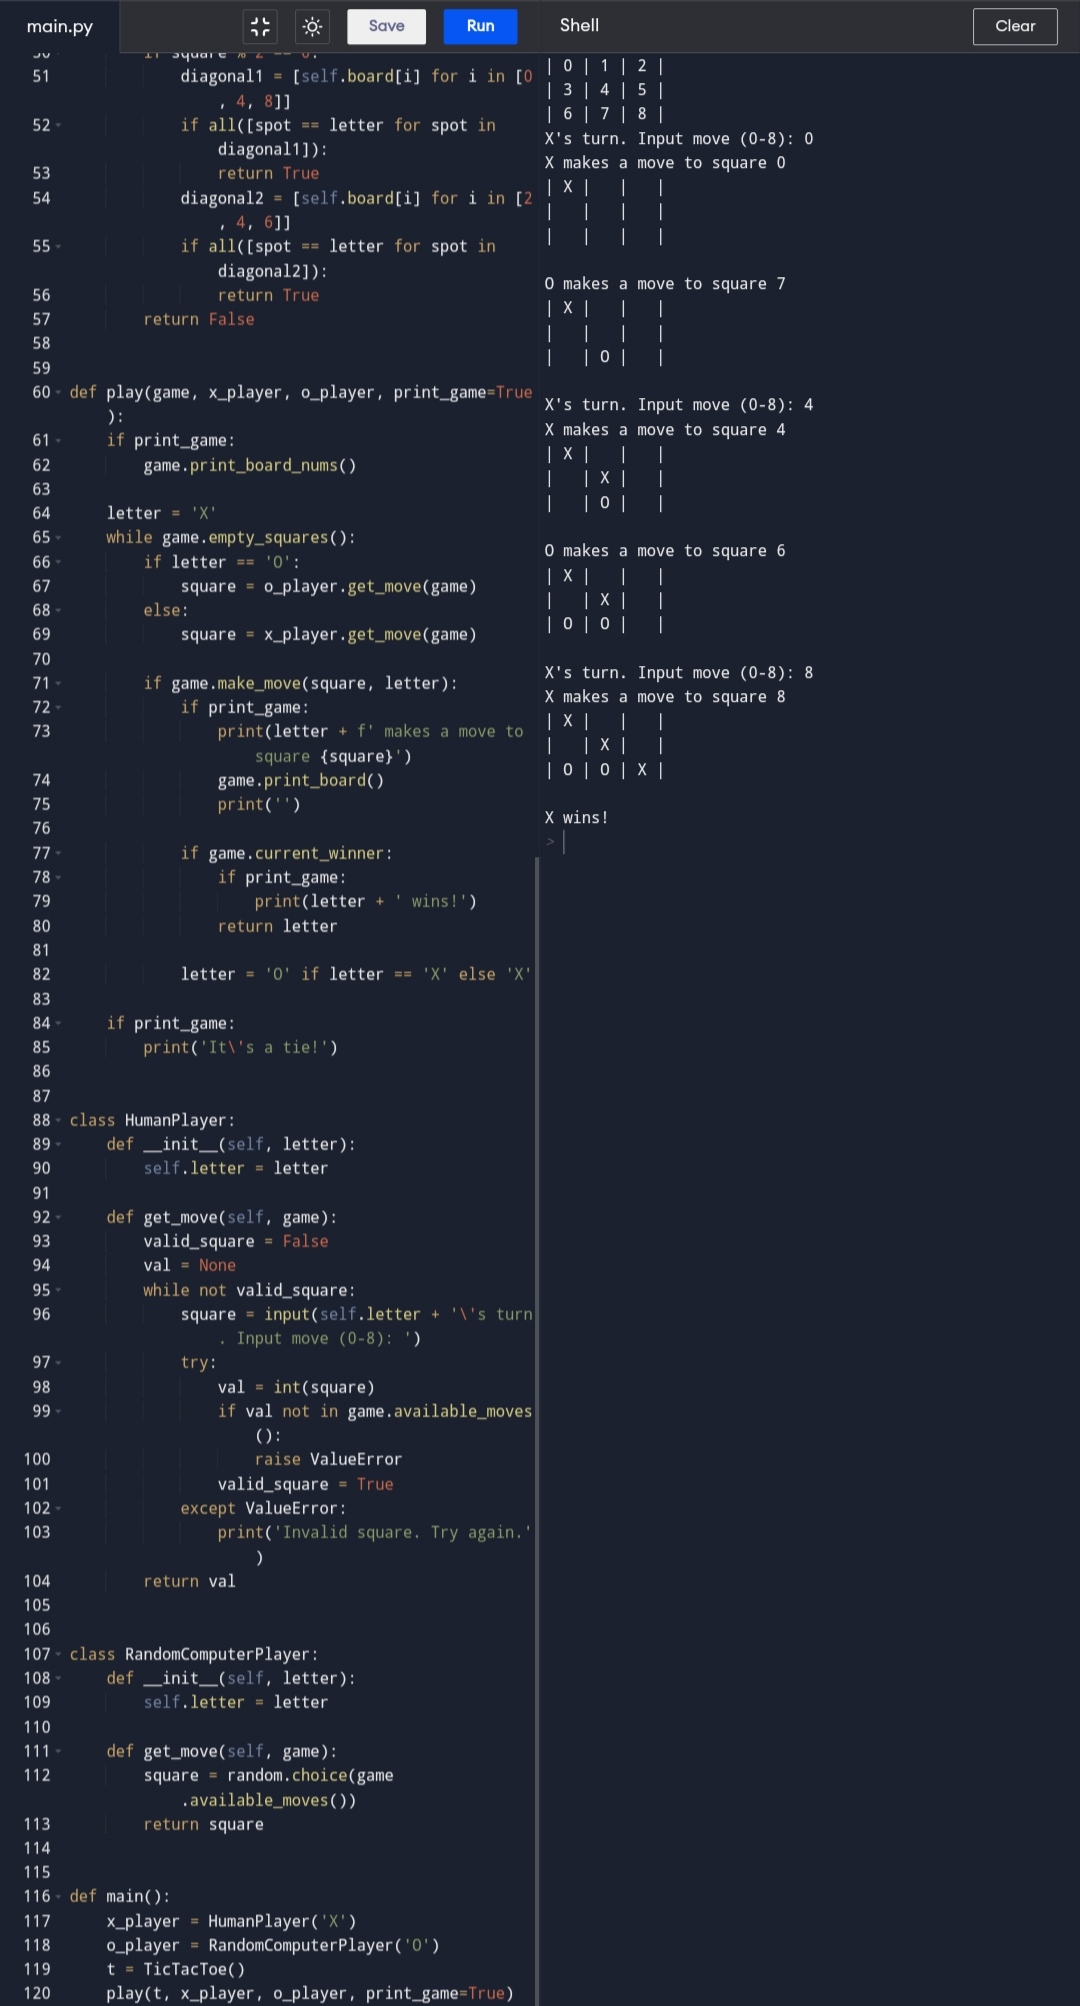 main.py
Save
Run
Shell
Clear
50 if square % 2 == 0:
51 diagonal1 = [self.board[i] for i in [0
, 4, 8]]
52 if all([spot == letter for spot in
diagonal1]):
53 return True
54 diagonal2 = [self.board[i] for i in [2
, 4, 6]]
55 if all([spot == letter for spot in
diagonal2]):
56 return True
57 return False
58
59
60 def play(game, x_player, o_player, print_game=True
):
61 if print_game:
62 game.print_board_nums()
63
64 letter = 'X'
65 while game.empty_squares():
66 if letter == 'O':
67 square = o_player.get_move(game)
68 else:
69 square = x_player.get_move(game)
70
71 if game.make_move(square, letter):
72 if print_game:
73 print(letter + f' makes a move to
square {square}')
74 game.print_board()
75 print('')
76
77 if game.current_winner:
78 if print_game:
79 print(letter + ' wins!')
80 return letter
81
82 letter = 'O' if letter == 'X' else 'X'
83
84 if print_game:
85 print('It\'s a tie!')
86
87
88 class HumanPlayer:
89 def __init__(self, letter):
90 self.letter = letter
91
92 def get_move(self, game):
93 valid_square = False
94 val = None
95 while not valid_square:
96 square = input(self.letter + '\'s turn
. Input move (0-8): ')
97 try:
98 val = int(square)
99 if val not in game.available_moves
():
100 raise ValueError
101 valid_square = True
102 except ValueError:
103 print('Invalid square. Try again.'
)
104 return val
105
106
107 class RandomComputerPlayer:
108 def __init__(self, letter):
109 self.letter = letter
110
111 def get_move(self, game):
112 square = random.choice(game
.available_moves())
113 return square
114
115
116 def main():
117 x_player = HumanPlayer('X')
118 o_player = RandomComputerPlayer('O')
119 t = TicTacToe()
120 play(t, x_player, o_player, print_game=True)
| 0 | 1 | 2 |
| 3 | 4 | 5 |
| 6 | 7 | 8 |
X's turn. Input move (0-8): 0
X makes a move to square 0
| X |   |   |
|   |   |   |
|   |   |   |
O makes a move to square 7
| X |   |   |
|   |   |   |
|   | O |   |
X's turn. Input move (0-8): 4
X makes a move to square 4
| X |   |   |
|   | X |   |
|   | O |   |
O makes a move to square 6
| X |   |   |
|   | X |   |
| O | O |   |
X's turn. Input move (0-8): 8
X makes a move to square 8
| X |   |   |
|   | X |   |
| O | O | X |
X wins!
>